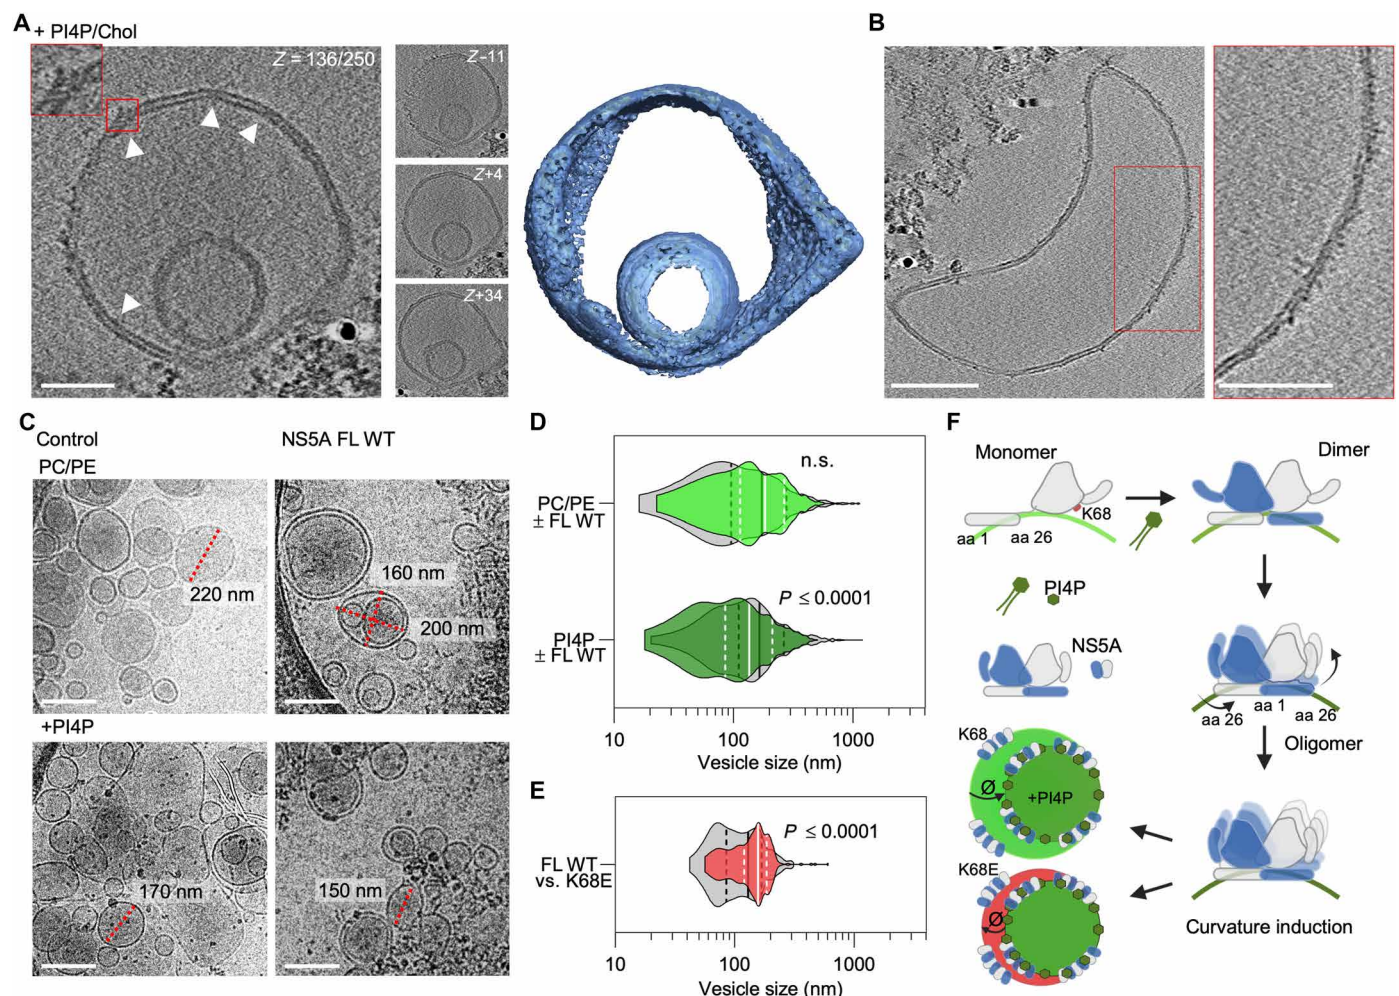 A
+ PI4P/Chol
Z = 136/250
Z−11
Z+4
Z+34
B
C
Control
NS5A FL WT
PC/PE
220 nm
160 nm
200 nm
+PI4P
170 nm
150 nm
D
n.s.
PC/PE
± FL WT
P ≤ 0.0001
PI4P
± FL WT
10
100
1000
Vesicle size (nm)
E
P ≤ 0.0001
FL WT
vs. K68E
10
100
1000
Vesicle size (nm)
F
Monomer
Dimer
K68
aa 1
aa 26
PI4P
NS5A
aa 26
aa 1
aa 26
Oligomer
K68
Ø
+PI4P
K68E
Ø
Curvature induction